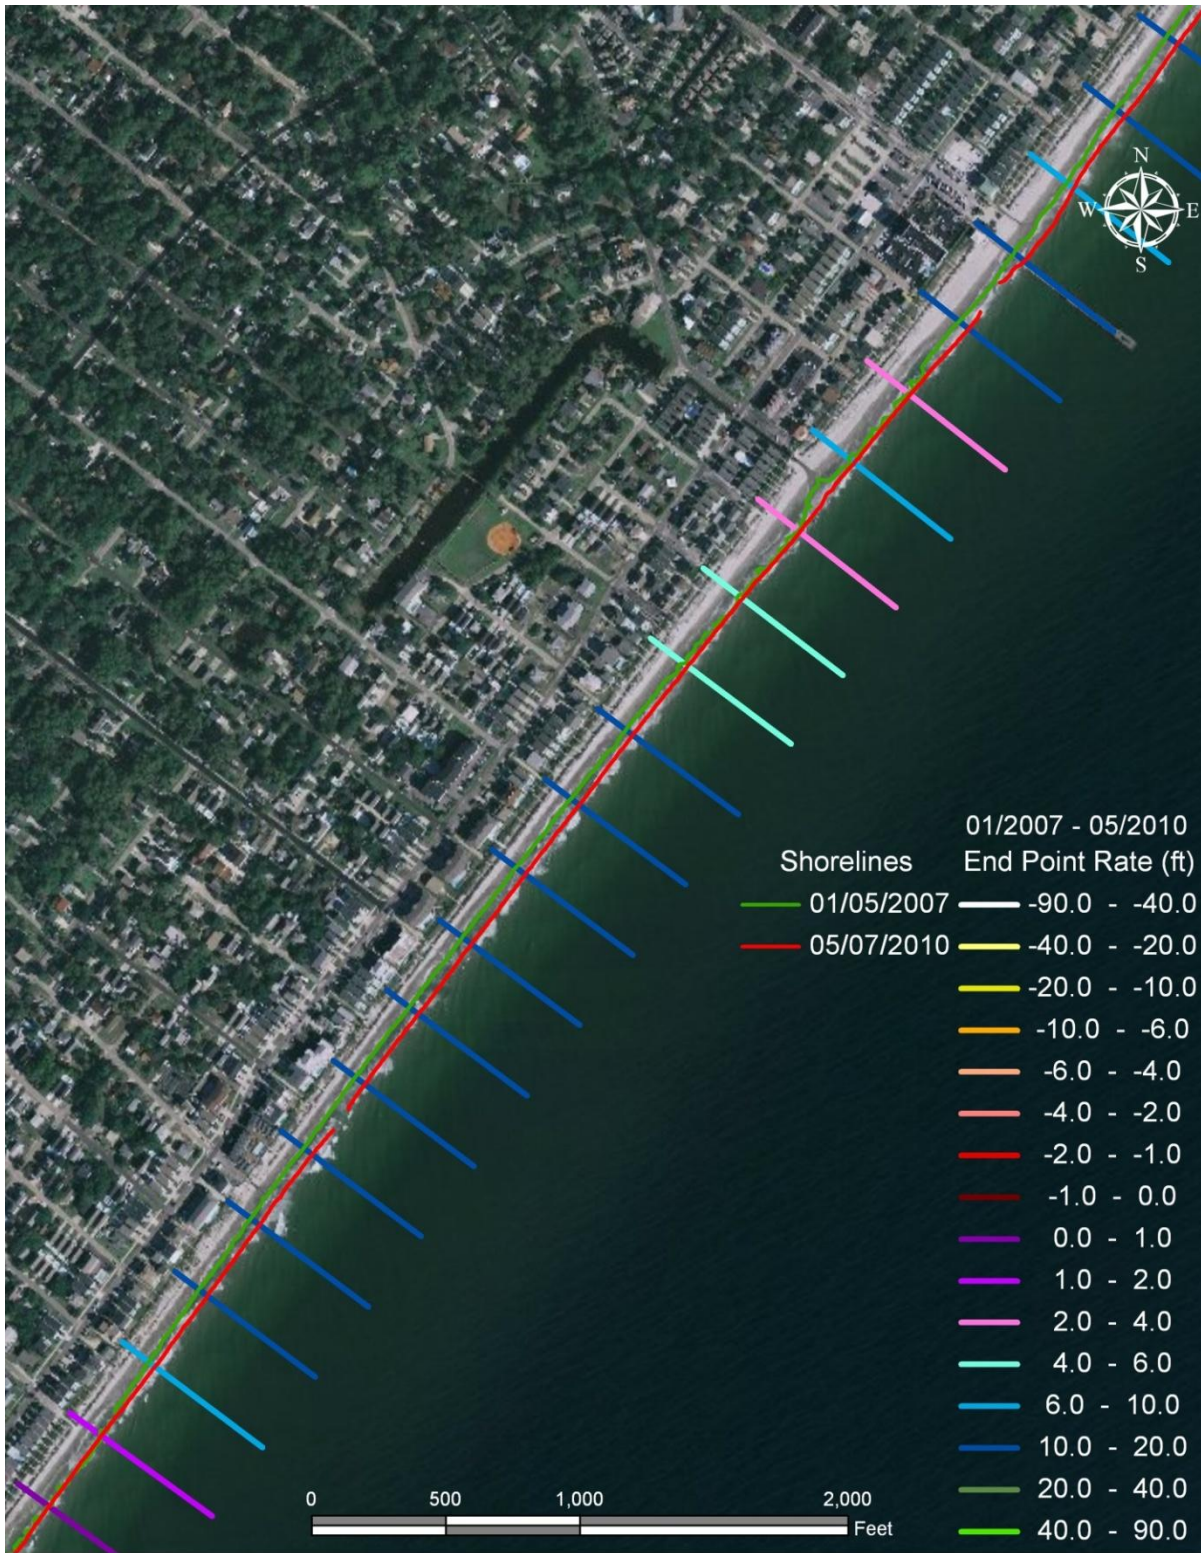 N
W E
S
01/2007 - 05/2010
Shorelines End Point Rate (ft)
01/05/2007 -90.0 - -40.0
05/07/2010 -40.0 - -20.0
-20.0 - -10.0
-10.0 - -6.0
-6.0 - -4.0
-4.0 - -2.0
-2.0 - -1.0
-1.0 - 0.0
0.0 - 1.0
1.0 - 2.0
2.0 - 4.0
4.0 - 6.0
6.0 - 10.0
10.0 - 20.0
20.0 - 40.0
40.0 - 90.0
0 500 1,000 2,000
Feet